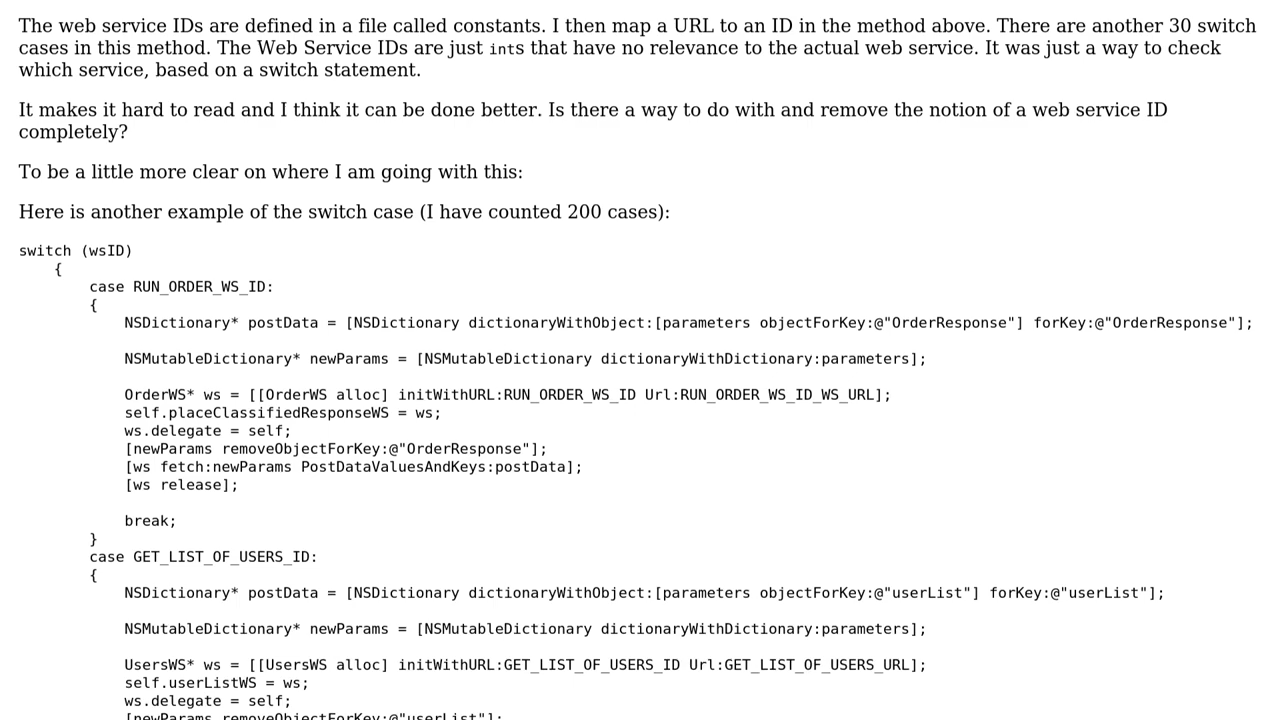 The web service IDs are defined in a file called constants. I then map a URL to an ID in the method above. There are another 30 switch
cases in this method. The Web Service IDs are just ints that have no relevance to the actual web service. It was just a way to check
which service, based on a switch statement.
It makes it hard to read and I think it can be done better. Is there a way to do with and remove the notion of a web service ID
completely?
To be a little more clear on where I am going with this:
Here is another example of the switch case (I have counted 200 cases):
switch (wsID)
{
case RUN_ORDER_WS_ID:
{
NSDictionary* postData = [NSDictionary dictionaryWithObject:[parameters objectForKey:@"OrderResponse"] forKey:@"OrderResponse"];
NSMutableDictionary* newParams = [NSMutableDictionary dictionaryWithDictionary:parameters];
OrderWS* ws = [[OrderWS alloc] initWithURL:RUN_ORDER_WS_ID Url:RUN_ORDER_WS_ID_WS_URL];
self.placeClassifiedResponseWS = ws;
ws.delegate = self;
[newParams removeObjectForKey:@"OrderResponse"];
[ws fetch:newParams PostDataValuesAndKeys:postData];
[ws release];
break;
}
case GET_LIST_OF_USERS_ID:
{
NSDictionary* postData = [NSDictionary dictionaryWithObject:[parameters objectForKey:@"userList"] forKey:@"userList"];
NSMutableDictionary* newParams = [NSMutableDictionary dictionaryWithDictionary:parameters];
UsersWS* ws = [[UsersWS alloc] initWithURL:GET_LIST_OF_USERS_ID Url:GET_LIST_OF_USERS_URL];
self.userListWS = ws;
ws.delegate = self;
[newParams removeObjectForKey:@"userList"];